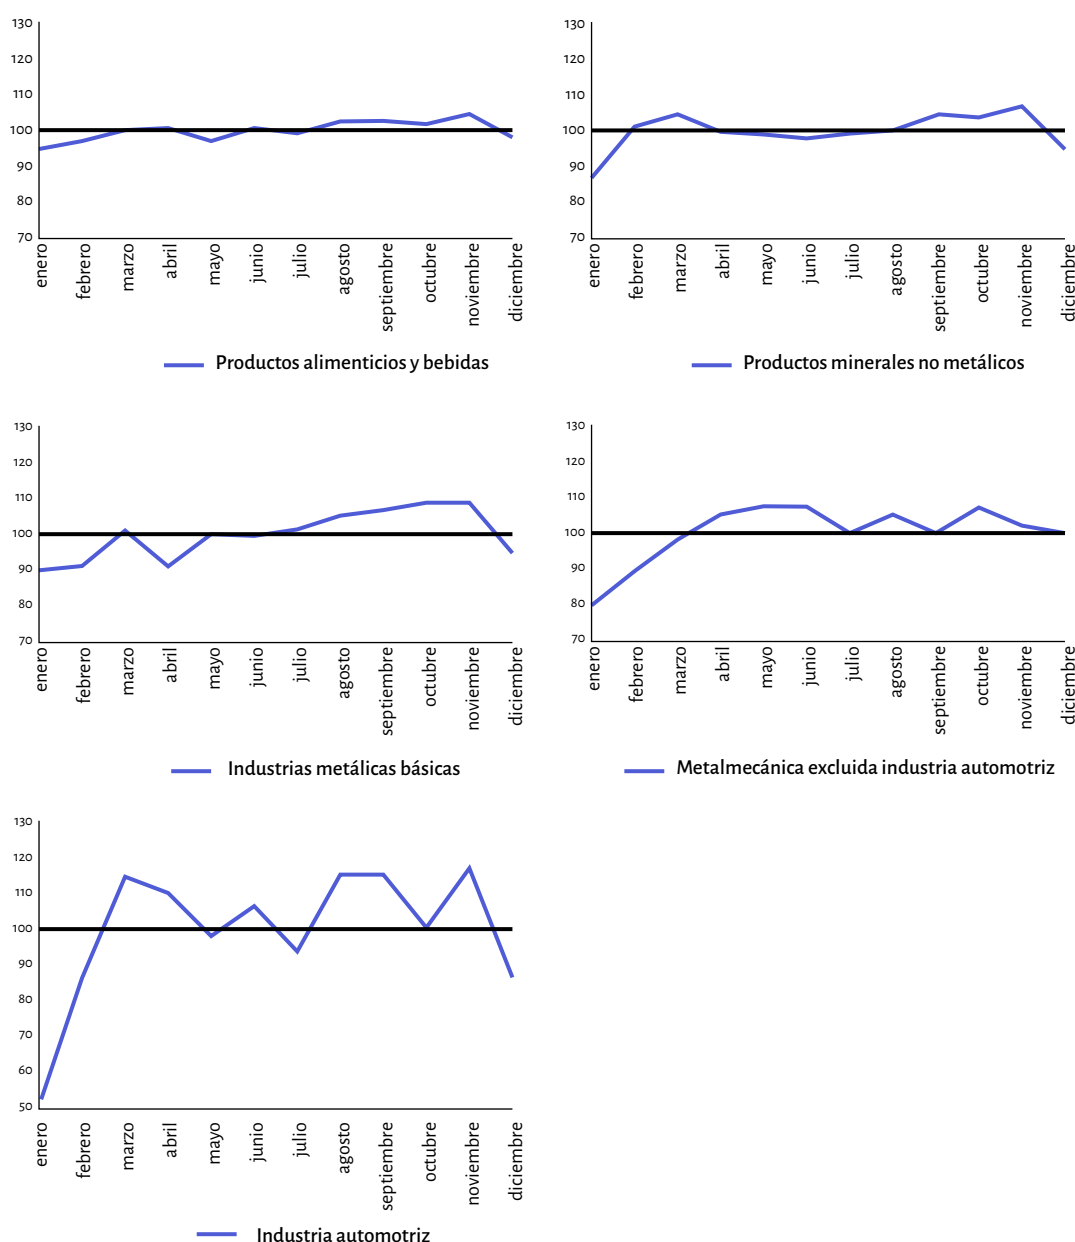 130
120
110
100
90
80
70
enero
febrero
marzo
abril
mayo
junio
julio
agosto
septiembre
octubre
noviembre
diciembre
Productos alimenticios y bebidas
130
120
110
100
90
80
70
enero
febrero
marzo
abril
mayo
junio
julio
agosto
septiembre
octubre
noviembre
diciembre
Productos minerales no metálicos
130
120
110
100
90
80
70
enero
febrero
marzo
abril
mayo
junio
julio
agosto
septiembre
octubre
noviembre
diciembre
Industrias metálicas básicas
130
120
110
100
90
80
70
enero
febrero
marzo
abril
mayo
junio
julio
agosto
septiembre
octubre
noviembre
diciembre
Metalmecánica excluida industria automotriz
130
120
110
100
90
80
70
60
50
enero
febrero
marzo
abril
mayo
junio
julio
agosto
septiembre
octubre
noviembre
diciembre
Industria automotriz